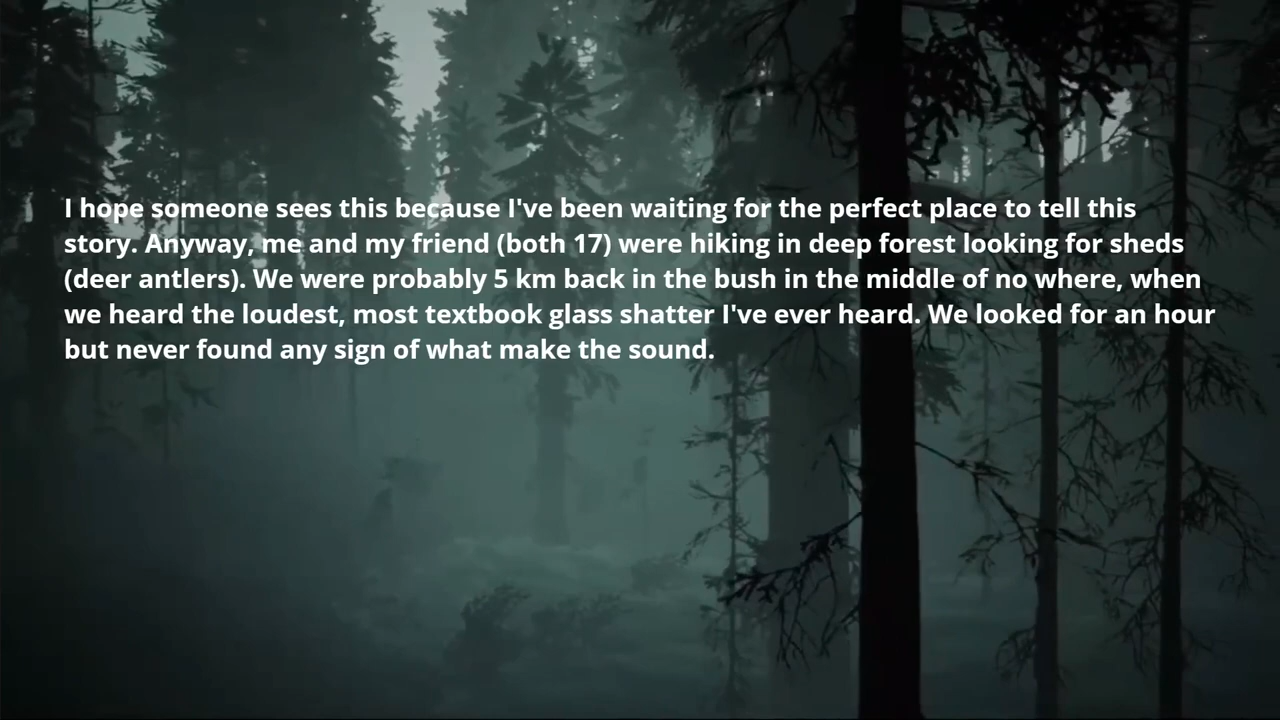 I hope someone sees this because I've been waiting for the perfect place to tell this
story. Anyway, me and my friend (both 17) were hiking in deep forest looking for sheds
(deer antlers). We were probably 5 km back in the bush in the middle of no where, when
we heard the loudest, most textbook glass shatter I've ever heard. We looked for an hour
but never found any sign of what make the sound.